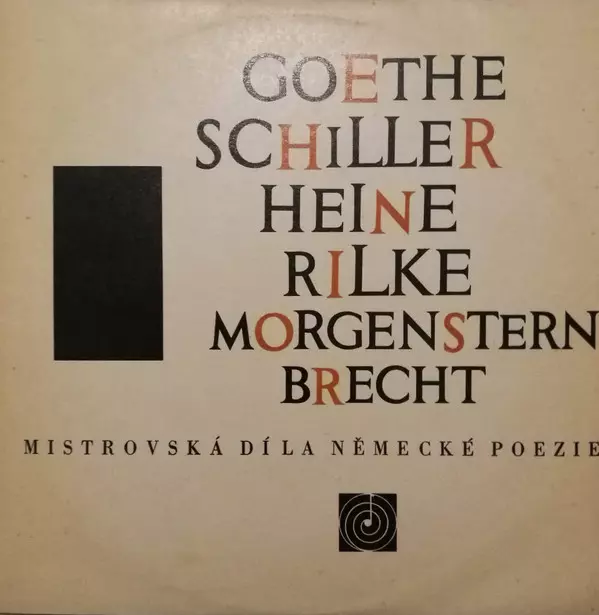 GOETHE
SCHILLER
HEINE
RILKE
MORGENSTERN
BRECHT
MISTROVSKÁ DÍLA NĚMECKÉ POEZIE